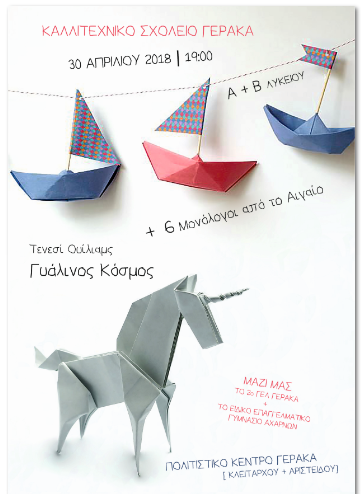 ΚΑΛΛΙΤΕΧΝΙΚΟ ΣΧΟΛΕΙΟ ΓΕΡΑΚΑ
30 ΑΠΡΙΛΙΟΥ 2018 | 19:00
Α + Β ΛΥΚΕΙΟΥ
+ 6 Μονόλογοι από το Αιγαίο
Τενεσί Ουίλιαμς
Γυάλινος Κόσμος
ΜΑΖΙ ΜΑΣ
ΤΟ 2ο ΓΕΛ ΓΕΡΑΚΑ
+
ΤΟ ΕΙΔΙΚΟ ΕΠΑΓΓΕΛΜΑΤΙΚΟ
ΓΥΜΝΑΣΙΟ ΑΧΑΡΝΩΝ
ΠΟΛΙΤΙΣΤΙΚΟ ΚΕΝΤΡΟ ΓΕΡΑΚΑ
[ ΚΛΕΙΤΑΡΧΟΥ + ΑΡΙΣΤΕΙΔΟΥ]